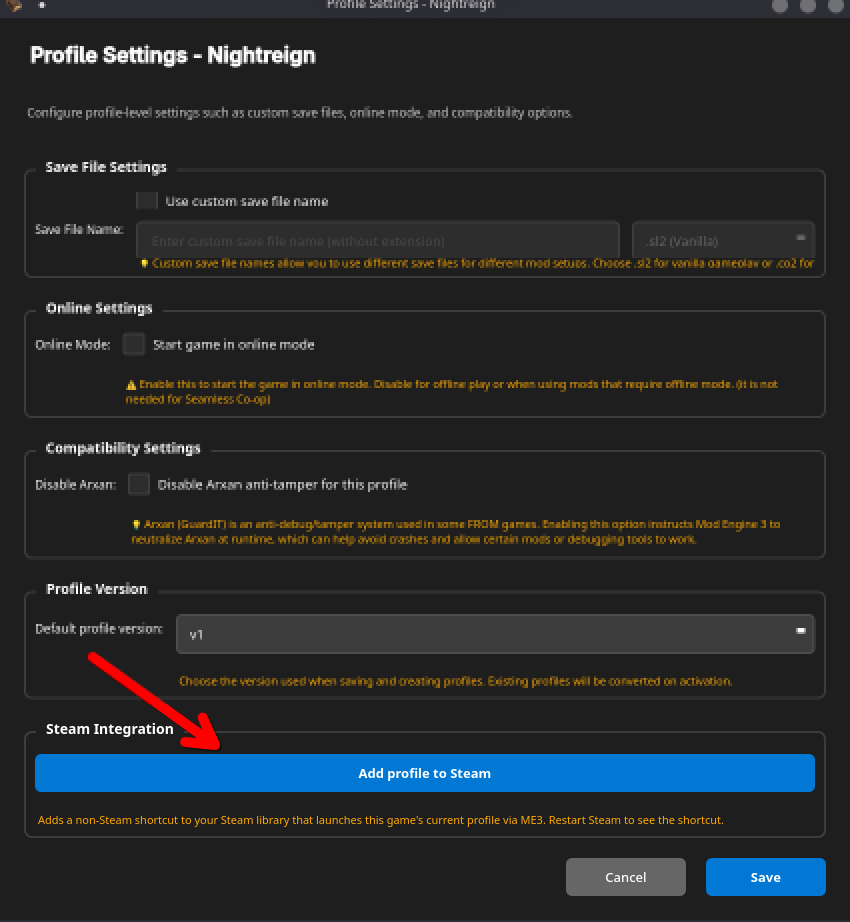 Profile Settings - Nightreign
Profile Settings - Nightreign
Configure profile-level settings such as custom save files, online mode, and compatibility options.
Save File Settings
Use custom save file name
Save File Name:
Enter custom save file name (without extension)
.sl2 (Vanilla)
💡 Custom save file names allow you to use different save files for different mod setups. Choose .sl2 for vanilla gameplay or .co2 for
Online Settings
Online Mode:
Start game in online mode
⚠ Enable this to start the game in online mode. Disable for offline play or when using mods that require offline mode. (it is not
needed for Seamless Co-op)
Compatibility Settings
Disable Arxan:
Disable Arxan anti-tamper for this profile
💡 Arxan (GuardIT) is an anti-debug/tamper system used in some FROM games. Enabling this option instructs Mod Engine 3 to
neutralize Arxan at runtime, which can help avoid crashes and allow certain mods or debugging tools to work.
Profile Version
Default profile version:
v1
Choose the version used when saving and creating profiles. Existing profiles will be converted on activation.
Steam Integration
Add profile to Steam
Adds a non-Steam shortcut to your Steam library that launches this game's current profile via ME3. Restart Steam to see the shortcut.
Cancel
Save